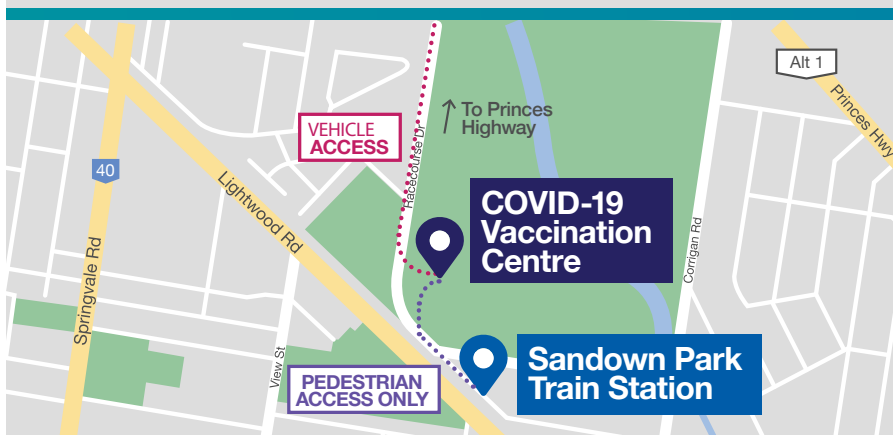 Alt 1
Princes Hwy
To Princes
Highway
VEHICLE
ACCESS
Racecourse Dr
40
Lightwood Rd
COVID-19
Vaccination
Centre
Corrigan Rd
Springvale Rd
View St
Sandown Park
Train Station
PEDESTRIAN
ACCESS ONLY